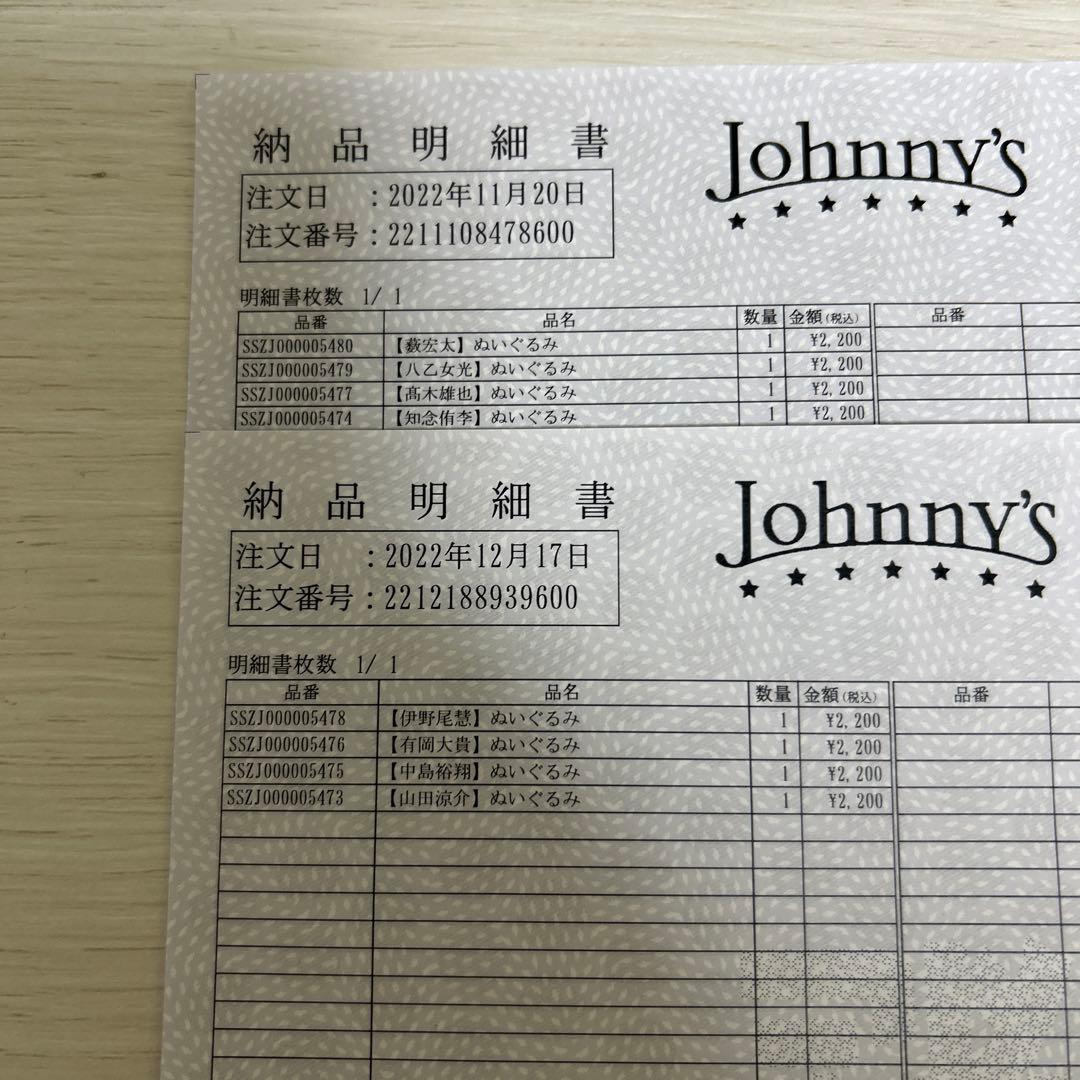 納品明細書
Johnny's
注文日 :2022年11月20日
注文番号:2211108478600
明細書枚数 1/ 1
品番 品名 数量 金額(税込) 品番
SSZJ000005480 【薮宏太】ぬいぐるみ 1 ¥2,200
SSZJ000005479 【八乙女光】ぬいぐるみ 1 ¥2,200
SSZJ000005477 【髙木雄也】ぬいぐるみ 1 ¥2,200
SSZJ000005474 【知念侑李】ぬいぐるみ 1 ¥2,200
納品明細書
Johnny's
注文日 :2022年12月17日
注文番号:2212188939600
明細書枚数 1/ 1
品番 品名 数量 金額(税込) 品番
SSZJ000005478 【伊野尾慧】ぬいぐるみ 1 ¥2,200
SSZJ000005476 【有岡大貴】ぬいぐるみ 1 ¥2,200
SSZJ000005475 【中島裕翔】ぬいぐるみ 1 ¥2,200
SSZJ000005473 【山田涼介】ぬいぐるみ 1 ¥2,200